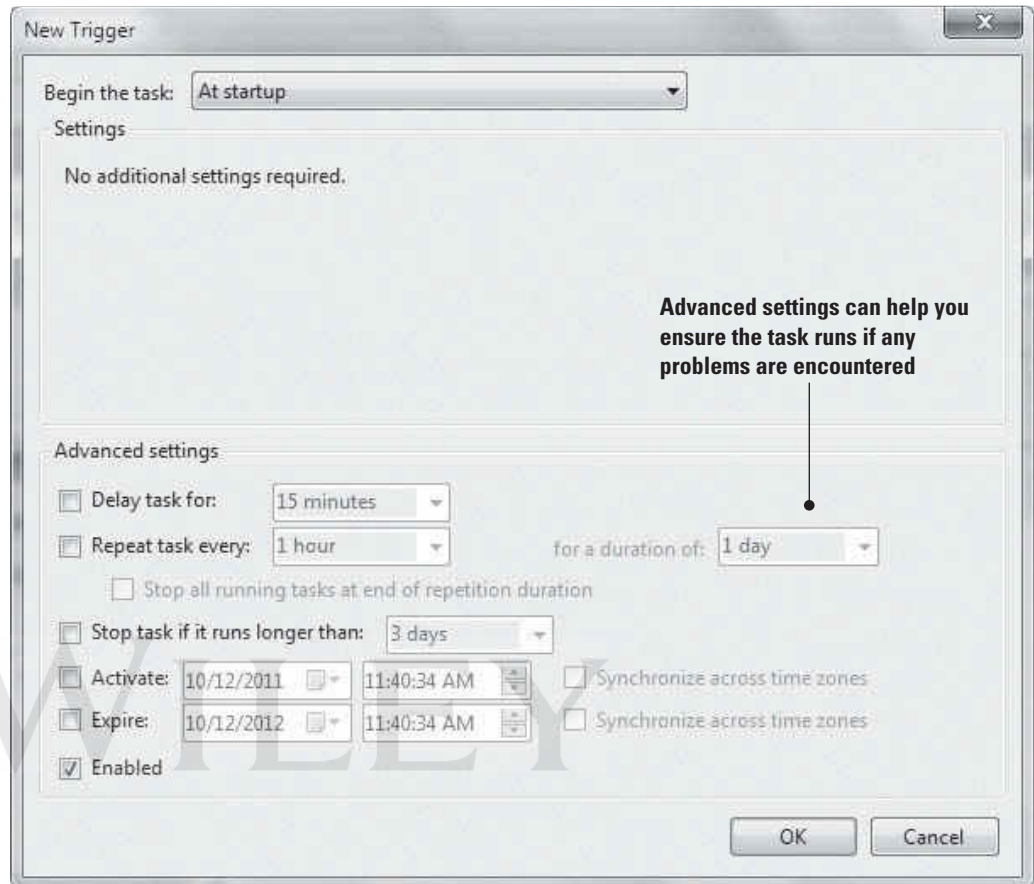 New Trigger
Begin the task: At startup
Settings
No additional settings required.
Advanced settings can help you
ensure the task runs if any
problems are encountered
Advanced settings
Delay task for: 15 minutes
Repeat task every: 1 hour for a duration of: 1 day
Stop all running tasks at end of repetition duration
Stop task if it runs longer than: 3 days
Activate: 10/12/2011 11:40:34 AM Synchronize across time zones
Expire: 10/12/2012 11:40:34 AM Synchronize across time zones
Enabled
WILEY
OK Cancel